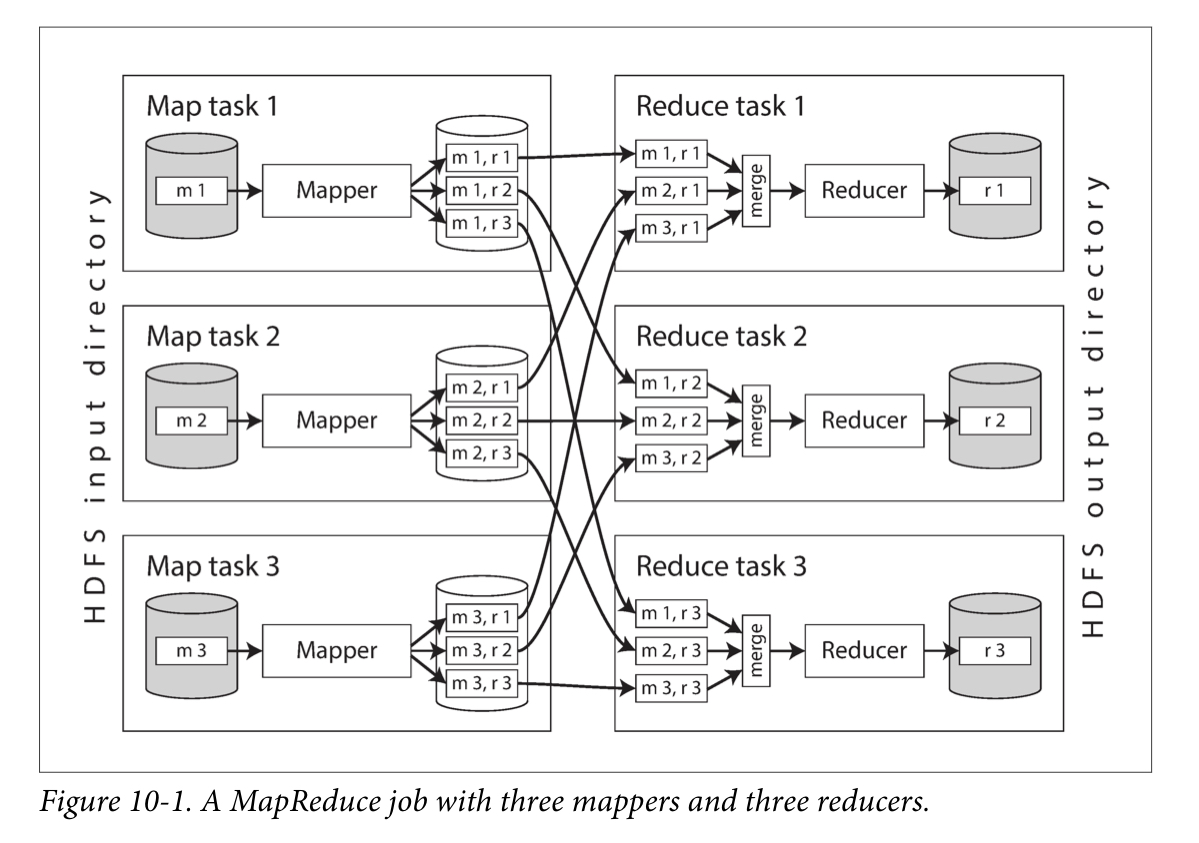 HDFS input directory
Map task 1
m 1
Mapper
m 1, r 1
m 1, r 2
m 1, r 3
Map task 2
m 2
Mapper
m 2, r 1
m 2, r 2
m 2, r 3
Map task 3
m 3
Mapper
m 3, r 1
m 3, r 2
m 3, r 3
Reduce task 1
m 1, r 1
m 2, r 1
m 3, r 1
merge
Reducer
r 1
Reduce task 2
m 1, r 2
m 2, r 2
m 3, r 2
merge
Reducer
r 2
Reduce task 3
m 1, r 3
m 2, r 3
m 3, r 3
merge
Reducer
r 3
HDFS output directory
Figure 10-1. A MapReduce job with three mappers and three reducers.